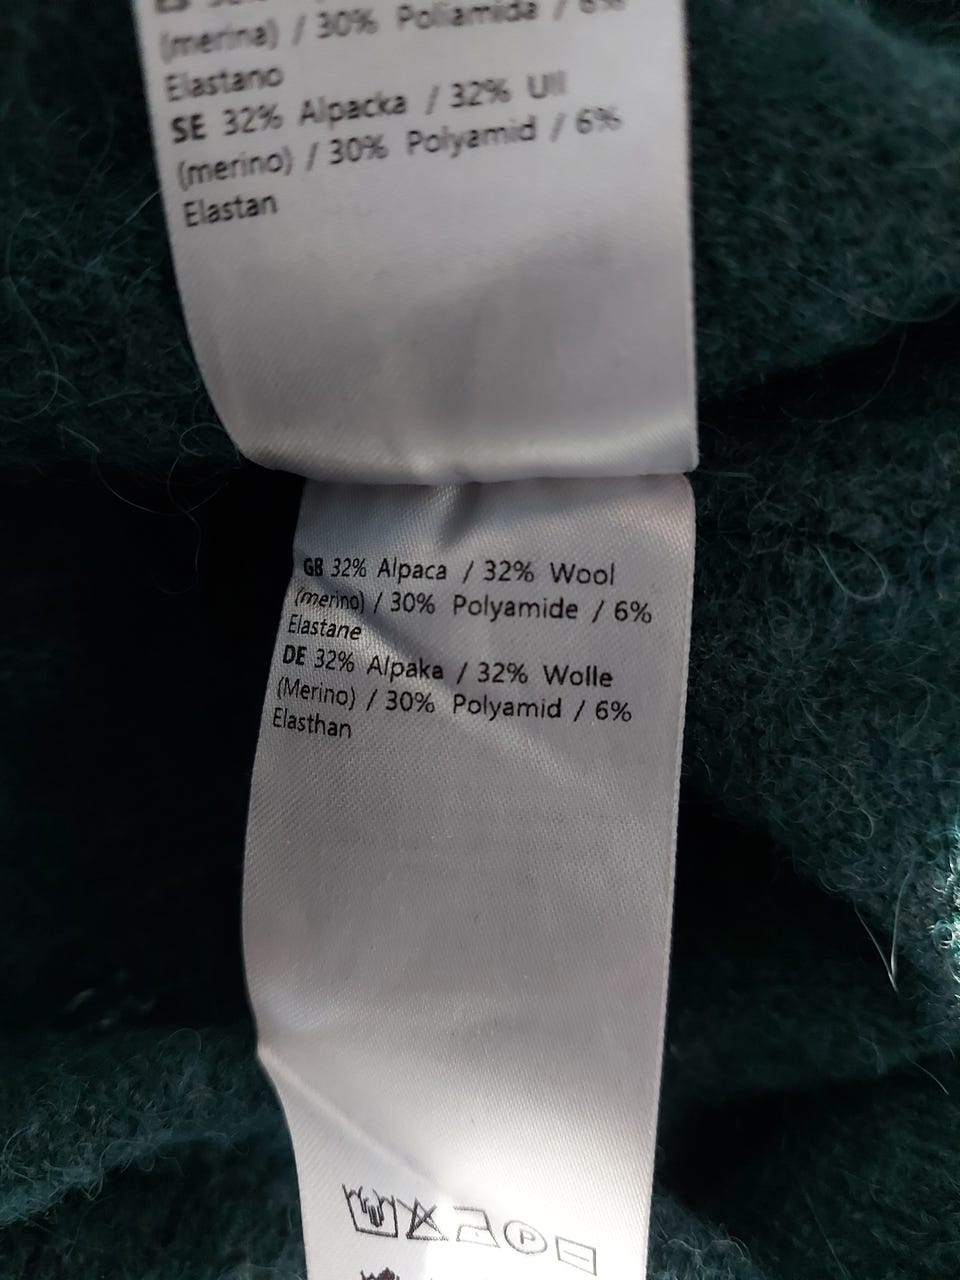 (merina) / 30% Poliamida / 6%
Elastano
SE 32% Alpacka / 32% Ull
(merino) / 30% Polyamid / 6%
Elastan
GB 32% Alpaca / 32% Wool
(merino) / 30% Polyamide / 6%
Elastane
DE 32% Alpaka / 32% Wolle
(Merino) / 30% Polyamid / 6%
Elasthan
P